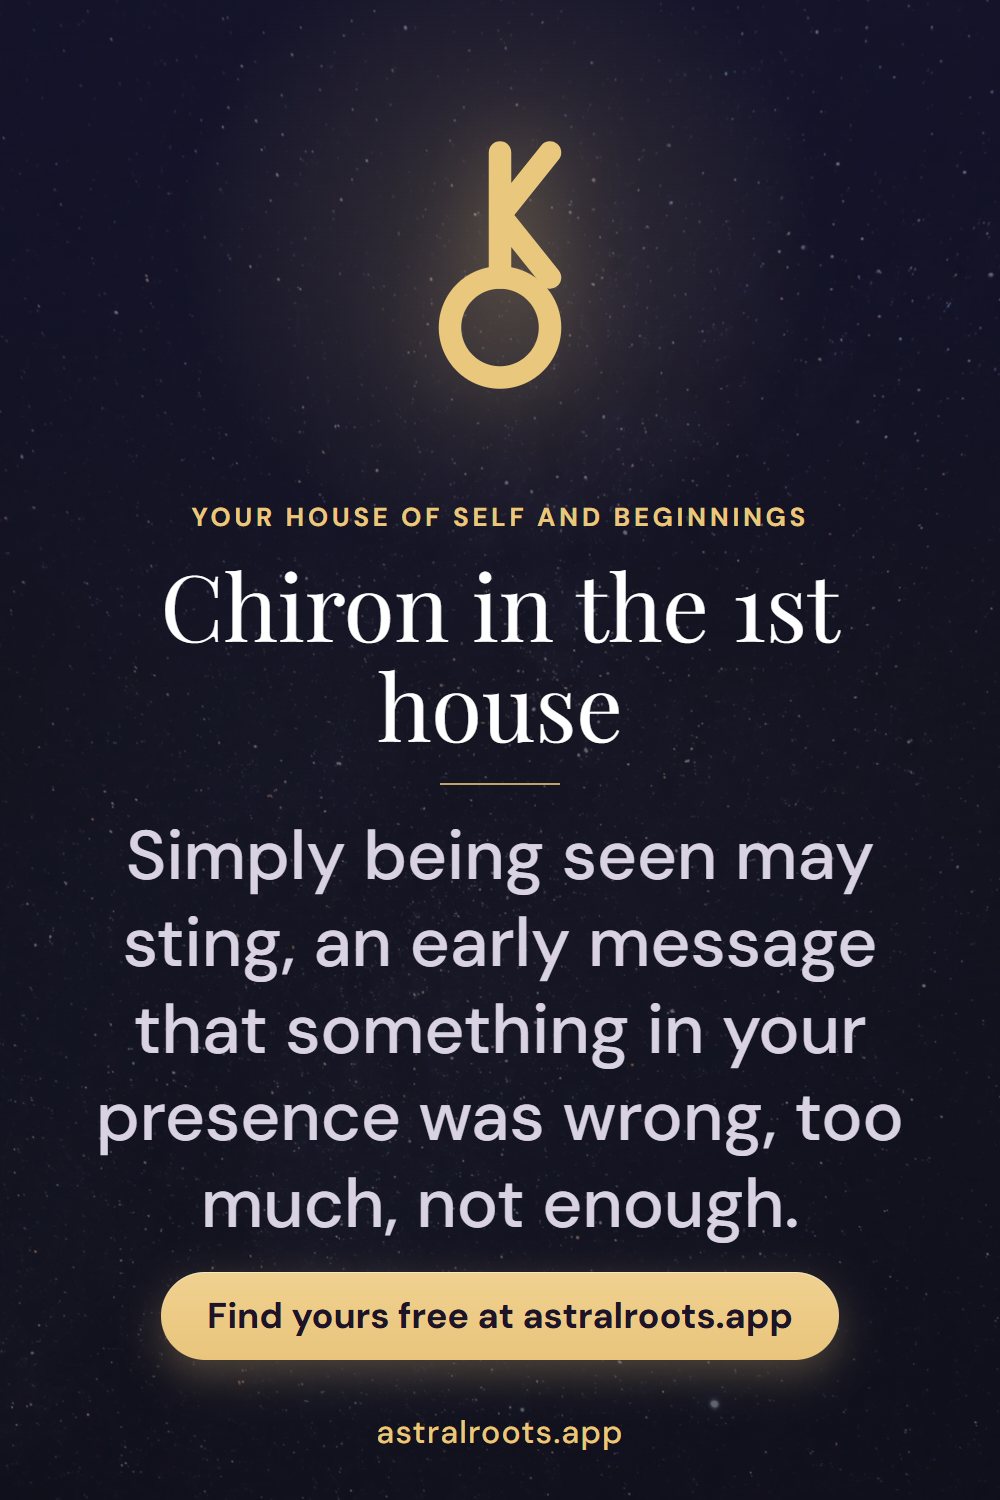 YOUR HOUSE OF SELF AND BEGINNINGS
Chiron in the 1st
house
Simply being seen may
sting, an early message
that something in your
presence was wrong, too
much, not enough.
Find yours free at astralroots.app
astralroots.app